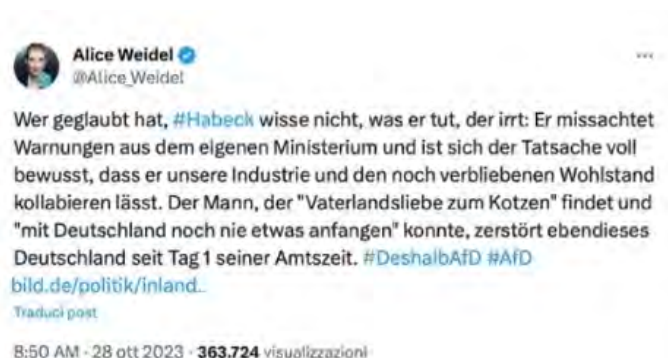 Alice Weidel
@Alice_Weidel
Wer geglaubt hat, #Habeck wisse nicht, was er tut, der irrt: Er missachtet
Warnungen aus dem eigenen Ministerium und ist sich der Tatsache voll
bewusst, dass er unsere Industrie und den noch verbliebenen Wohlstand
kollabieren lässt. Der Mann, der "Vaterlandsliebe zum Kotzen" findet und
"mit Deutschland noch nie etwas anfangen" konnte, zerstört ebendieses
Deutschland seit Tag 1 seiner Amtszeit. #DeshalbAfD #AfD
bild.de/politik/inland..
Traduci post
8:50 AM · 28 ott 2023 · 363.724 visualizzazioni